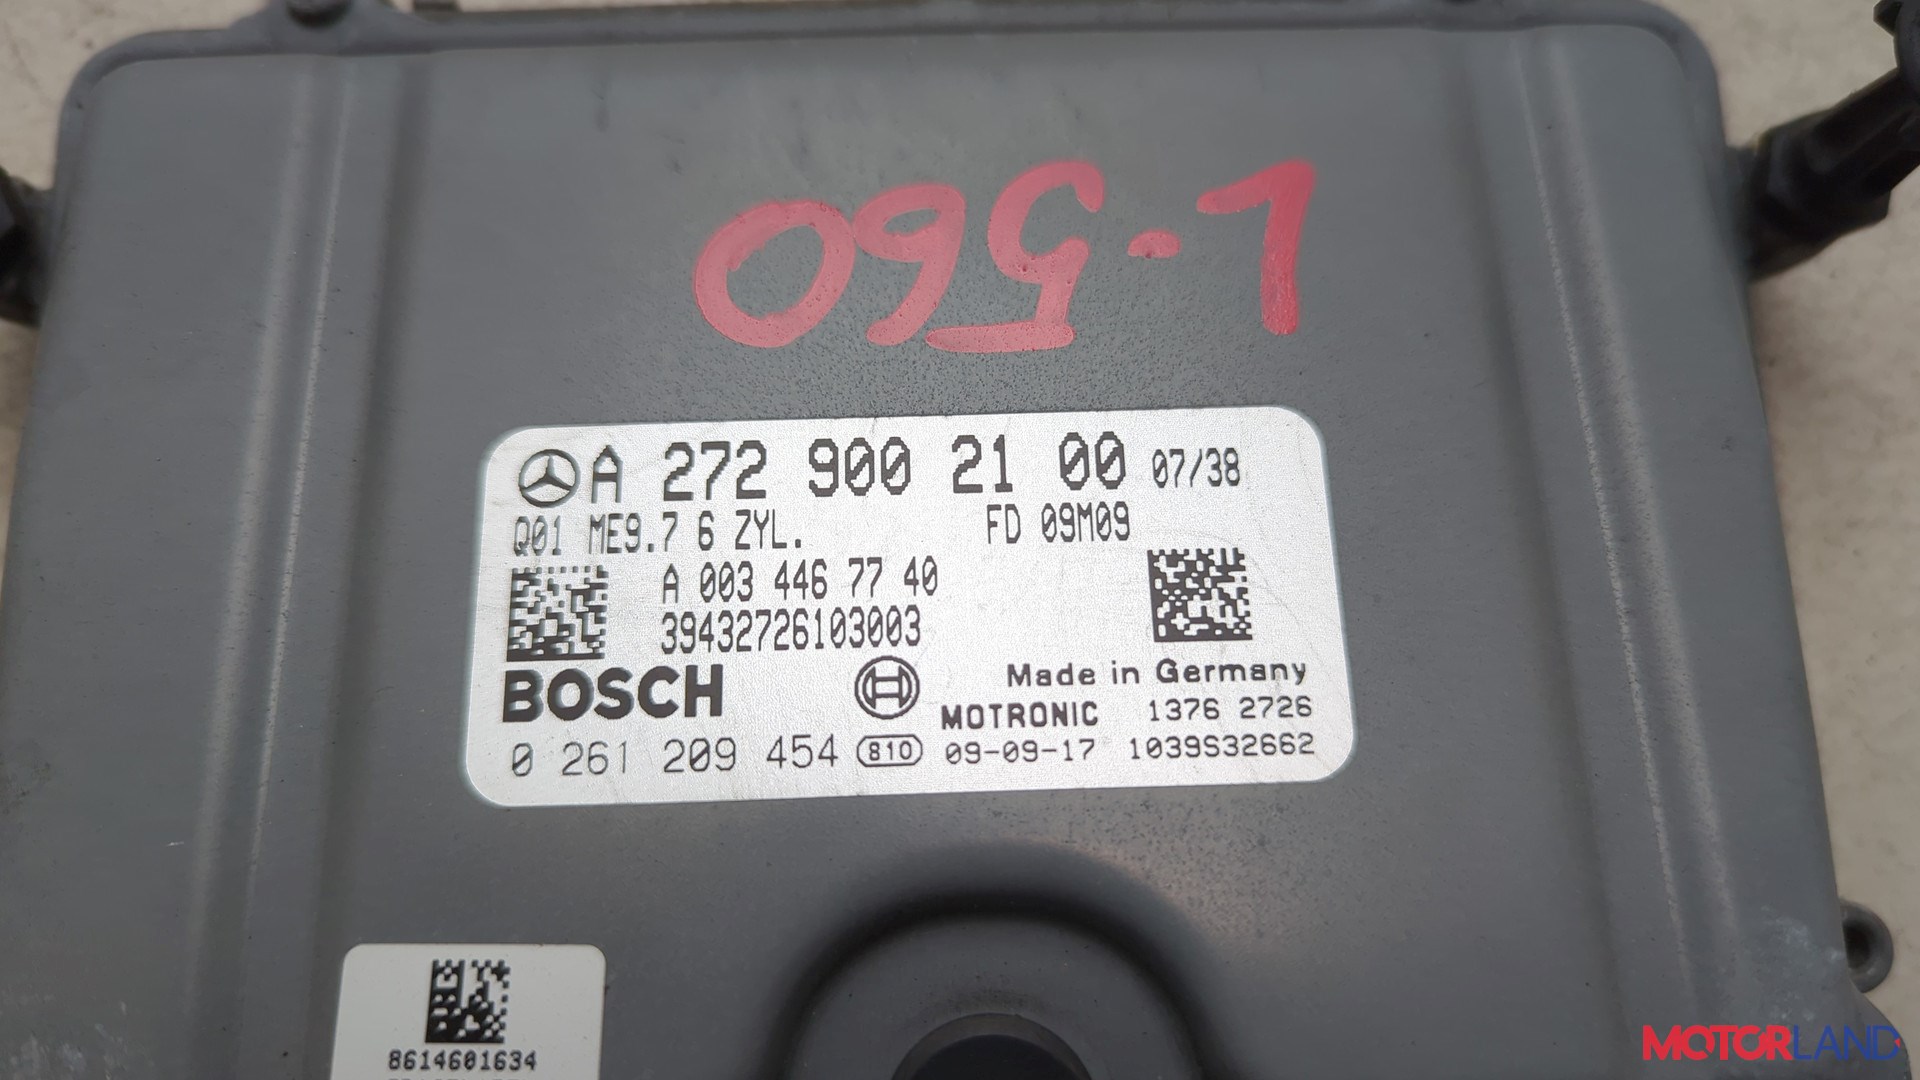 1-560
A 272 900 21 00 07/38
Q01 ME9.7 6 ZYL. FD 09M09
A 003 446 77 40
39432726103003
BOSCH Made in Germany
MOTRONIC 1376 2726
0 261 209 454 810 09-09-17 1039S32662
8614601634
MOTORLAND